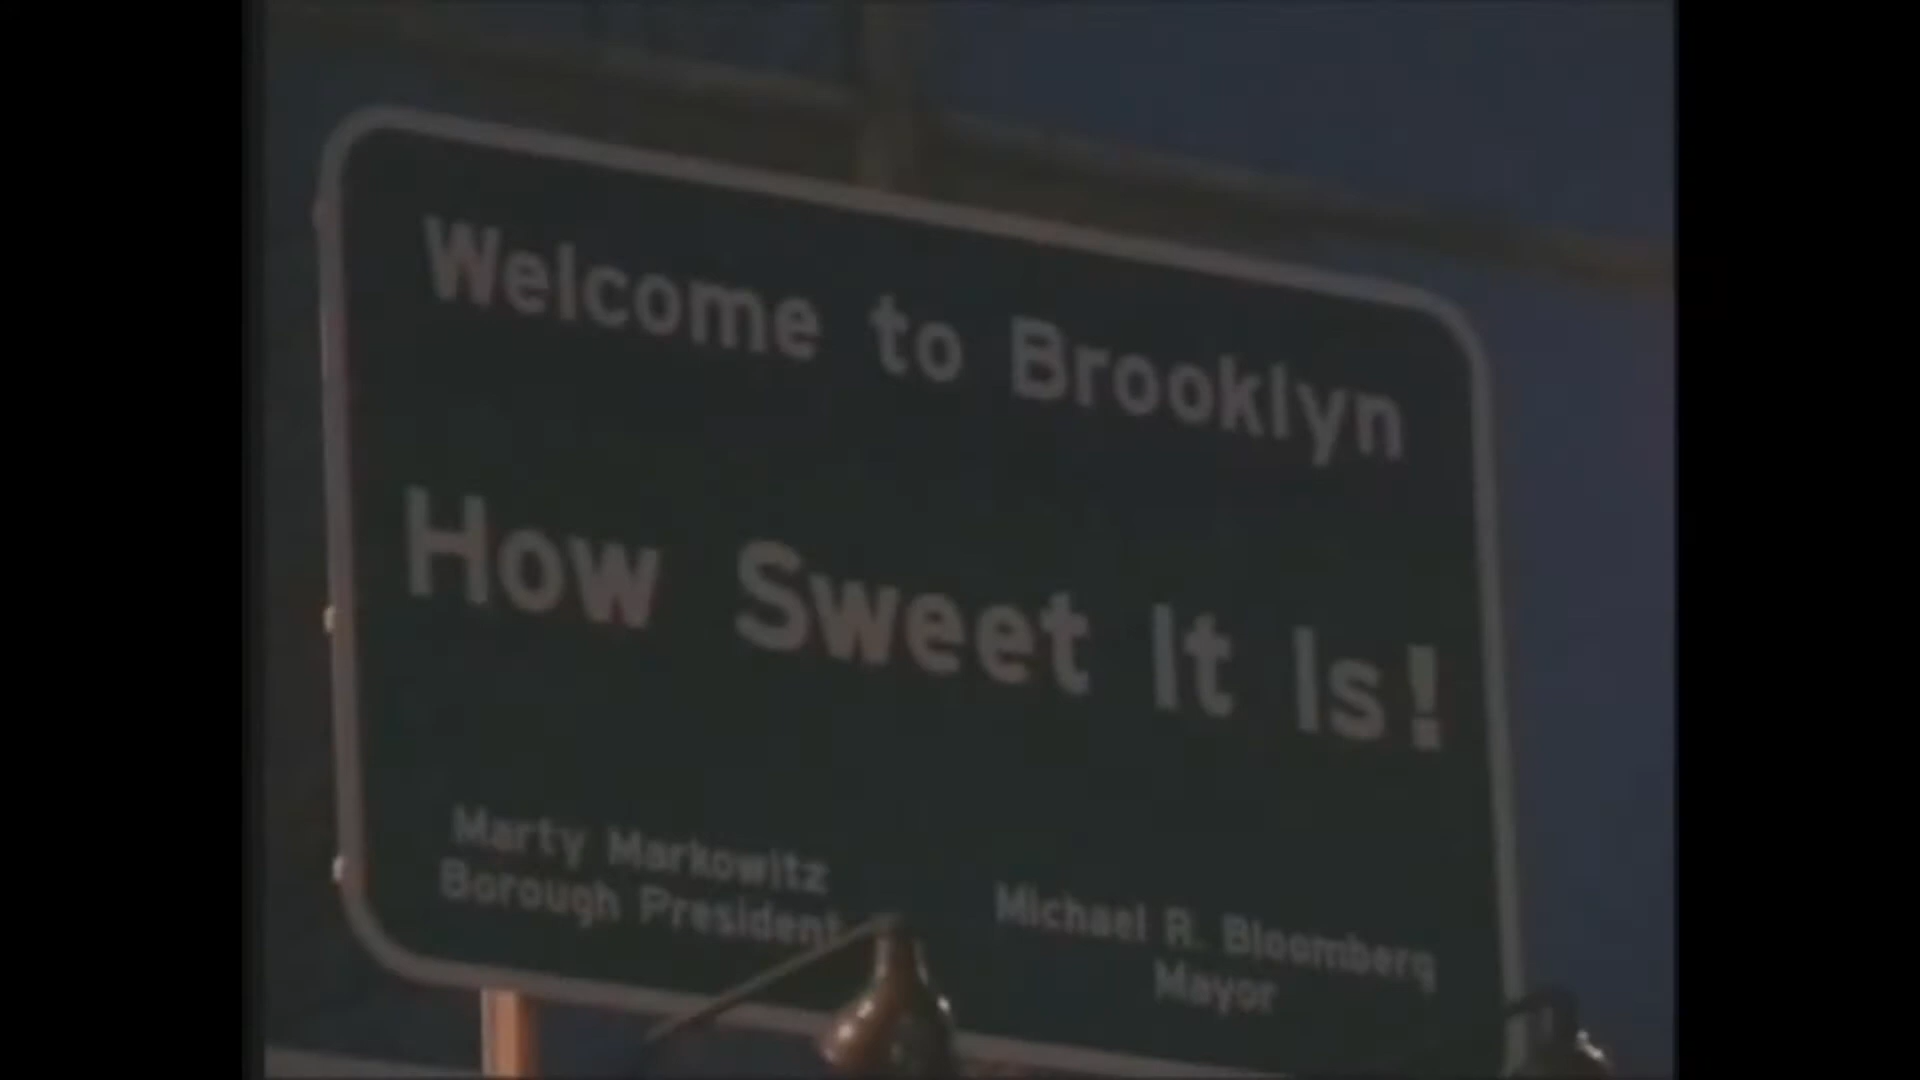 Welcome to Brooklyn
How Sweet It Is!
Marty Markowitz
Borough President
Michael R. Bloomberg
Mayor